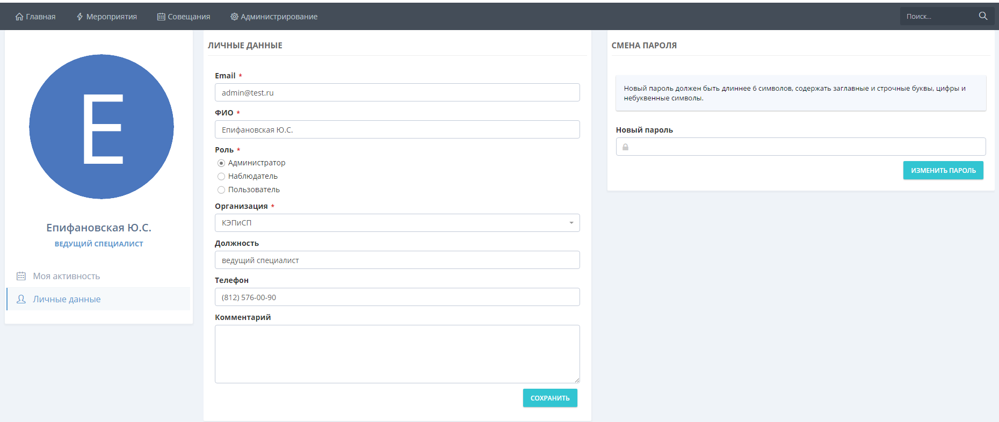 Главная
Мероприятия
Совещания
Администрирование
Поиск...
Е
Епифановская Ю.С.
ВЕДУЩИЙ СПЕЦИАЛИСТ
Моя активность
Личные данные
ЛИЧНЫЕ ДАННЫЕ
Email *
admin@test.ru
ФИО *
Епифановская Ю.С.
Роль *
Администратор
Наблюдатель
Пользователь
Организация *
КЭПиСП
Должность
ведущий специалист
Телефон
(812) 576-00-90
Комментарий
СОХРАНИТЬ
СМЕНА ПАРОЛЯ
Новый пароль должен быть длиннее 6 символов, содержать заглавные и строчные буквы, цифры и
небуквенные символы.
Новый пароль
ИЗМЕНИТЬ ПАРОЛЬ